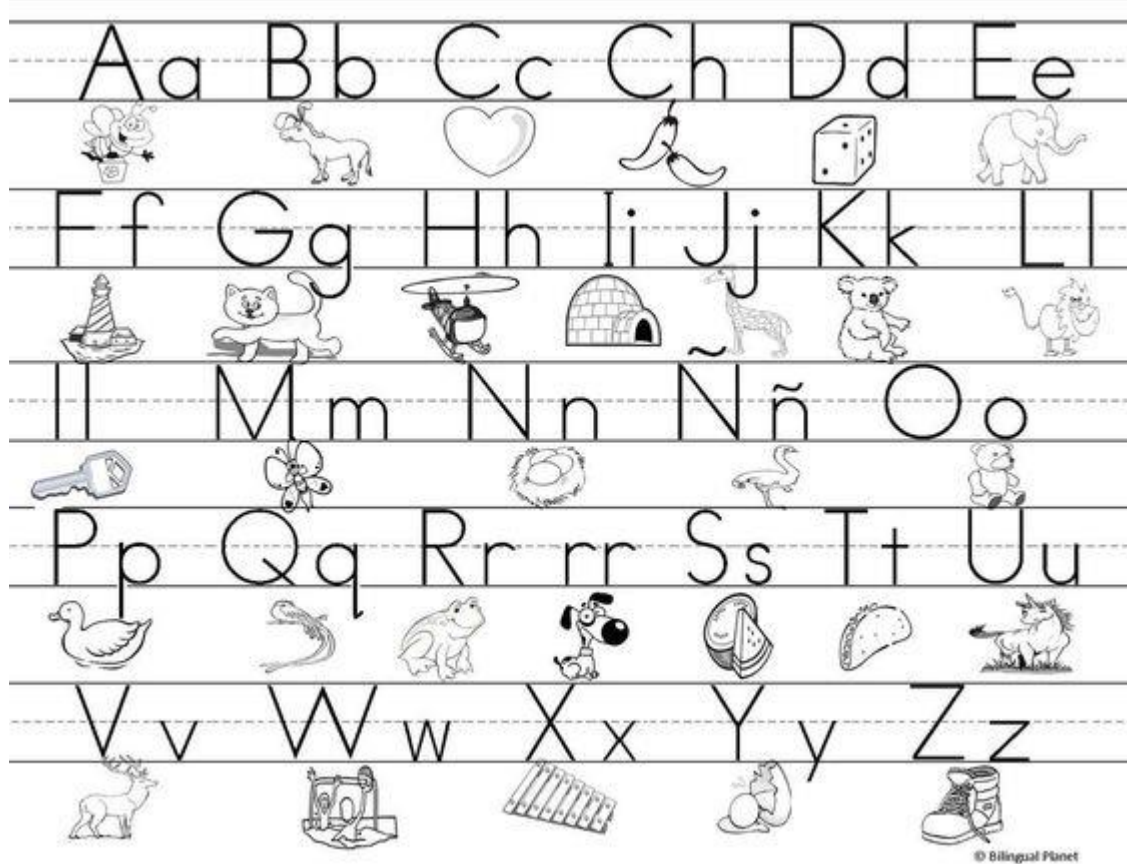 Aa Bb Cc Ch Dd Ee
Ff Gg Hh Ii Jj Kk Ll
ll Mm Nn Ññ Oo
Pp Qq Rr rr Ss Tt Uu
Vv Ww Xx Yy Zz
© Bilingual Planet